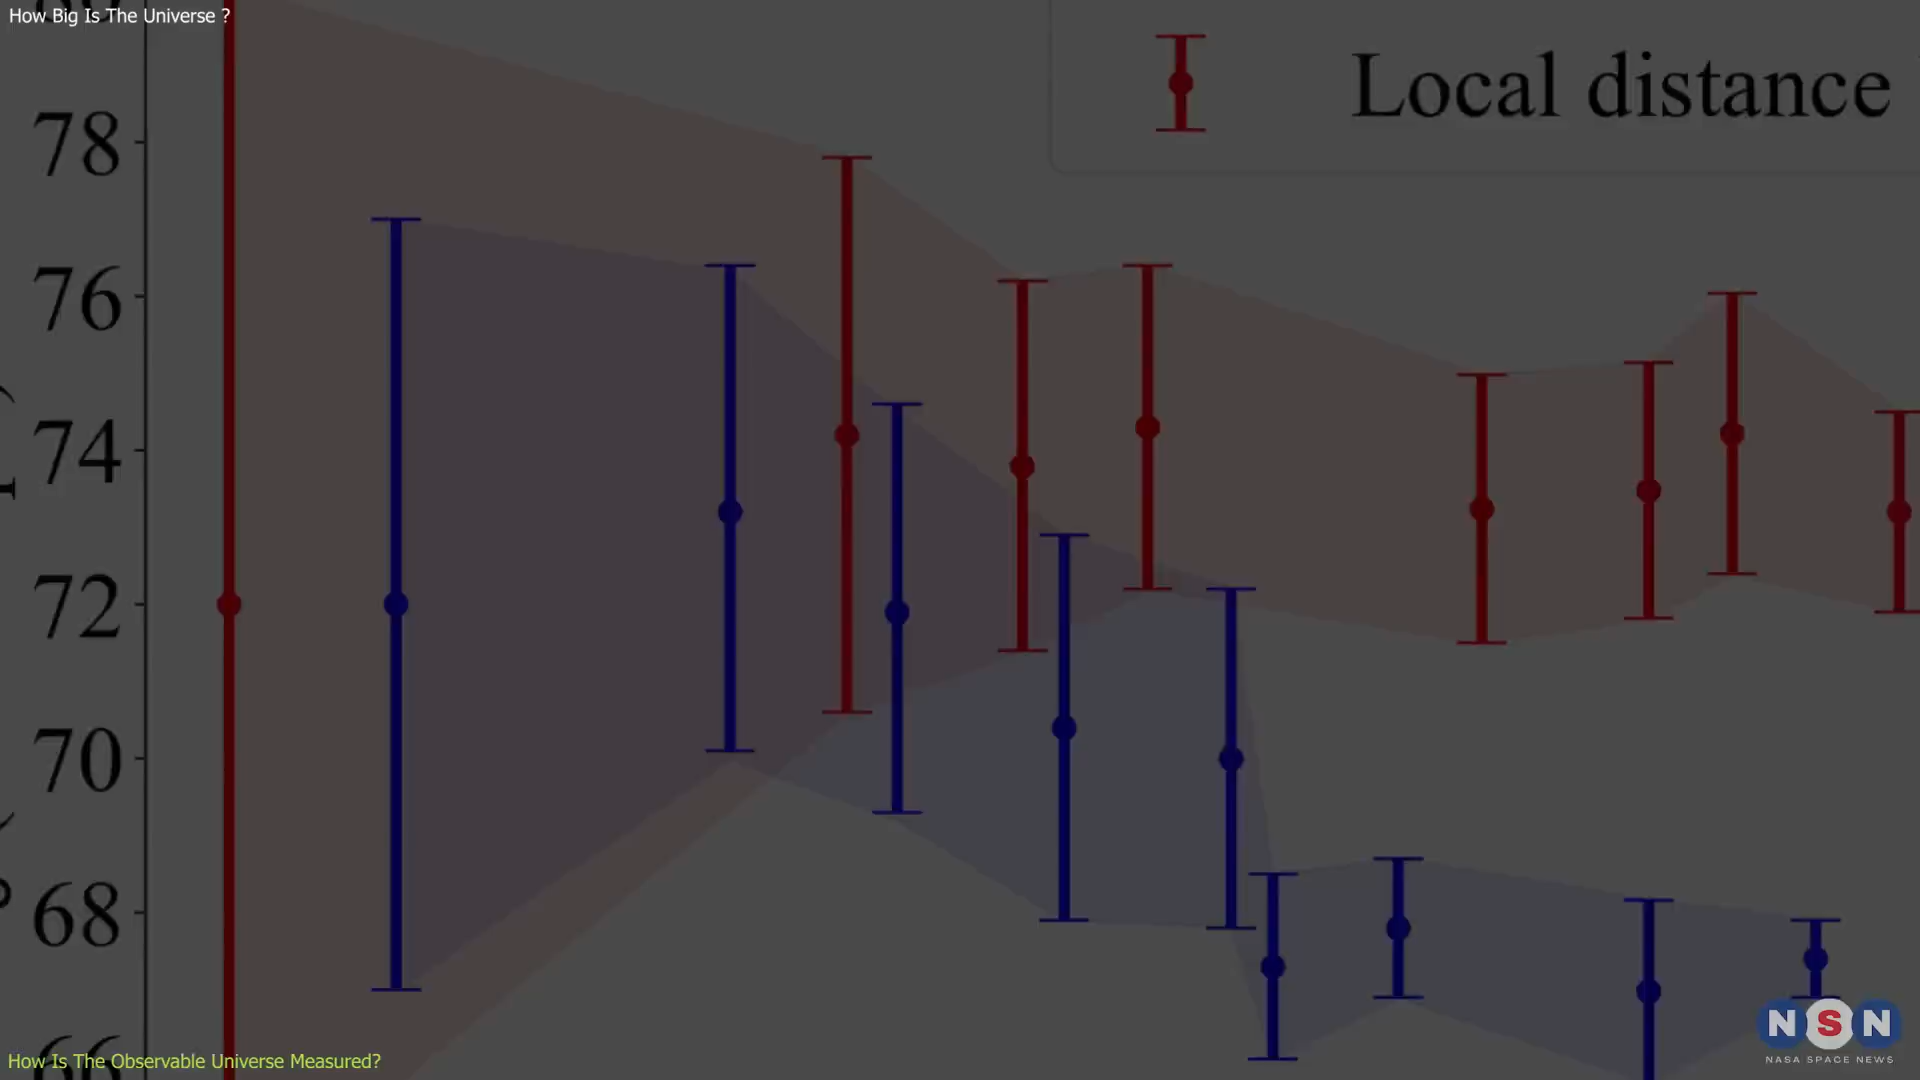 How Big Is The Universe ?
Local distance
78
76
74
72
70
68
66
How Is The Observable Universe Measured?
NSN
NASA SPACE NEWS